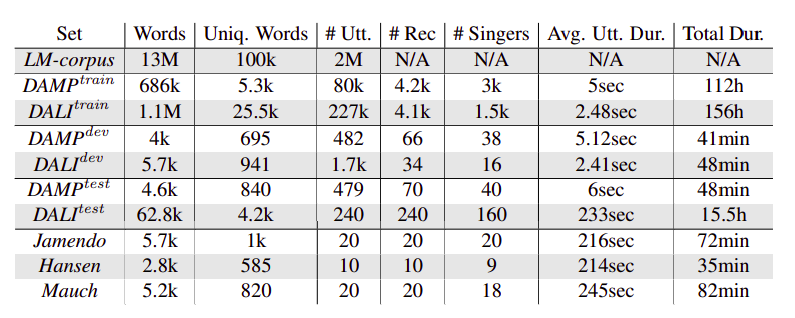 Set Words Uniq. Words # Utt. # Rec # Singers Avg. Utt. Dur. Total Dur.
LM-corpus 13M 100k 2M N/A N/A N/A N/A
DAMP^train 686k 5.3k 80k 4.2k 3k 5sec 112h
DALI^train 1.1M 25.5k 227k 4.1k 1.5k 2.48sec 156h
DAMP^dev 4k 695 482 66 38 5.12sec 41min
DALI^dev 5.7k 941 1.7k 34 16 2.41sec 48min
DAMP^test 4.6k 840 479 70 40 6sec 48min
DALI^test 62.8k 4.2k 240 240 160 233sec 15.5h
Jamendo 5.7k 1k 20 20 20 216sec 72min
Hansen 2.8k 585 10 10 9 214sec 35min
Mauch 5.2k 820 20 20 18 245sec 82min